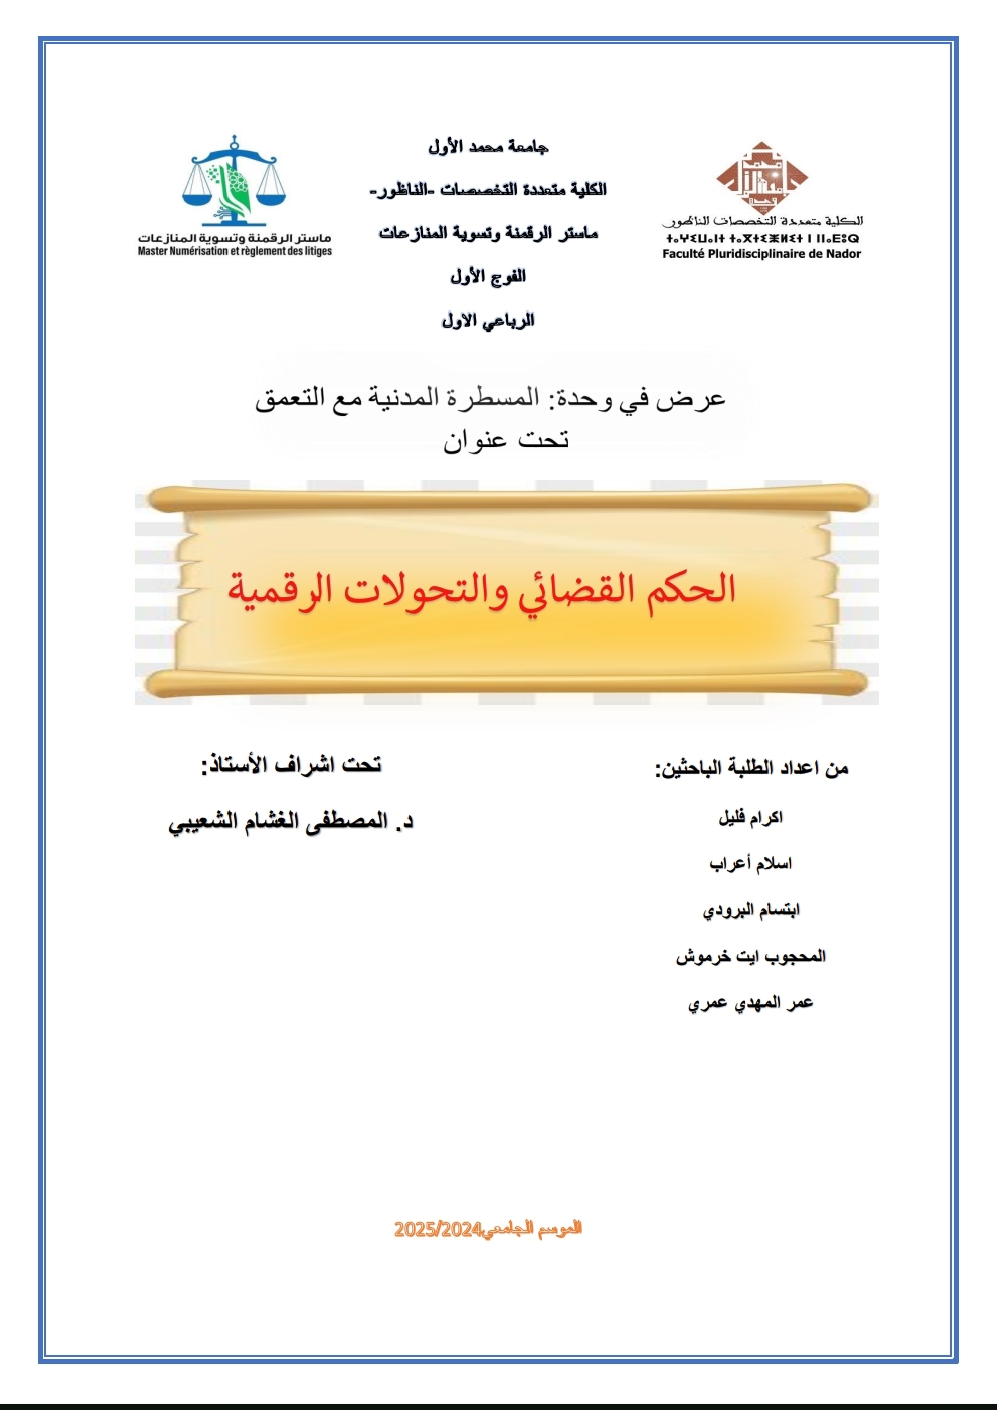 جامعة محمد الأول
الكلية متعددة التخصصات -الناظور-
ماستر الرقمنة وتسوية المنازعات
الفوج الأول
الرباعي الاول
الكلية متعددة التخصصات الناظور
ⵜⴰⵖⵉⵡⴰⵏⵜ ⵜⴰⴳⵜⵉⵥⵍⵉⵜ ⵏ ⵏⵏⴰⴹⵓⵕ
Faculté Pluridisciplinaire de Nador
ماستر الرقمنة وتسوية المنازعات
Master Numérisation et règlement des litiges
عرض في وحدة: المسطرة المدنية مع التعمق
تحت عنوان
الحكم القضائي والتحولات الرقمية
من اعداد الطلبة الباحثين:
اكرام فليل
اسلام أعراب
ابتسام البرودي
المحجوب ايت خرموش
عمر المهدي عمري
تحت اشراف الأستاذ:
د. المصطفى الغشام الشعيبي
الموسم الجامعي2025/2024